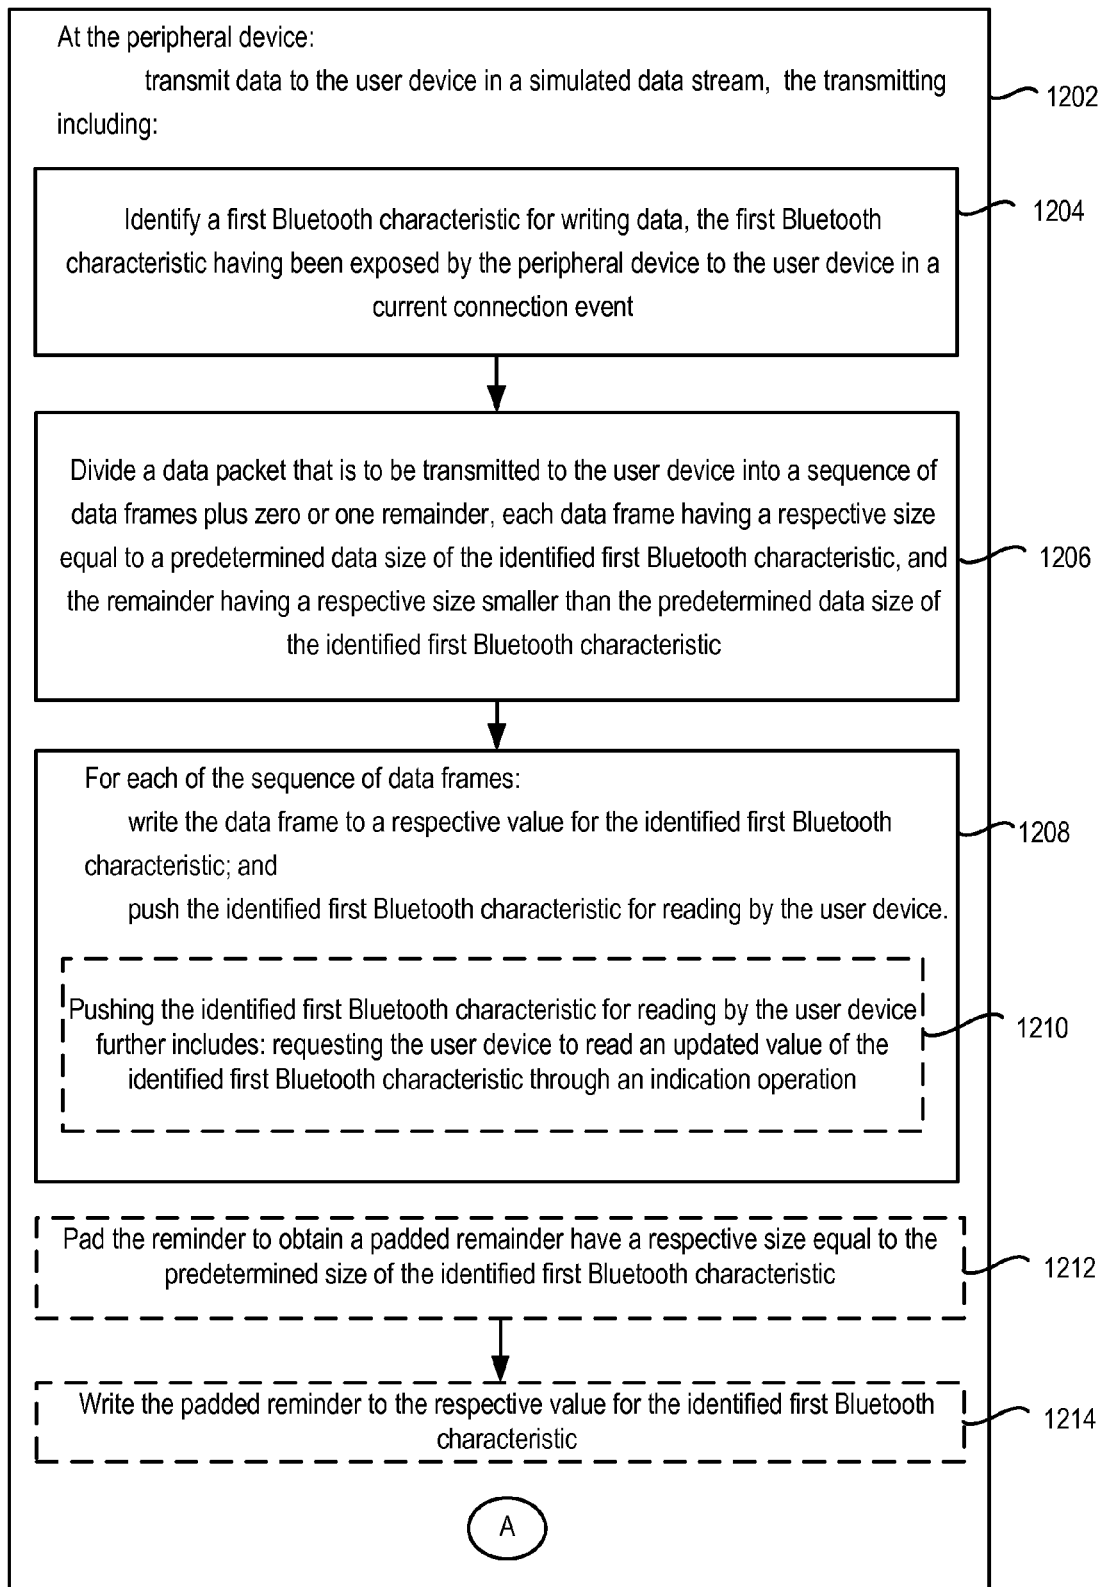 At the peripheral device:
transmit data to the user device in a simulated data stream, the transmitting
including:
1202
Identify a first Bluetooth characteristic for writing data, the first Bluetooth
characteristic having been exposed by the peripheral device to the user device in a
current connection event
1204
Divide a data packet that is to be transmitted to the user device into a sequence of
data frames plus zero or one remainder, each data frame having a respective size
equal to a predetermined data size of the identified first Bluetooth characteristic, and
the remainder having a respective size smaller than the predetermined data size of
the identified first Bluetooth characteristic
1206
For each of the sequence of data frames:
write the data frame to a respective value for the identified first Bluetooth
characteristic; and
push the identified first Bluetooth characteristic for reading by the user device.
1208
Pushing the identified first Bluetooth characteristic for reading by the user device
further includes: requesting the user device to read an updated value of the
identified first Bluetooth characteristic through an indication operation
1210
Pad the reminder to obtain a padded remainder have a respective size equal to the
predetermined size of the identified first Bluetooth characteristic
1212
Write the padded reminder to the respective value for the identified first Bluetooth
characteristic
1214
A